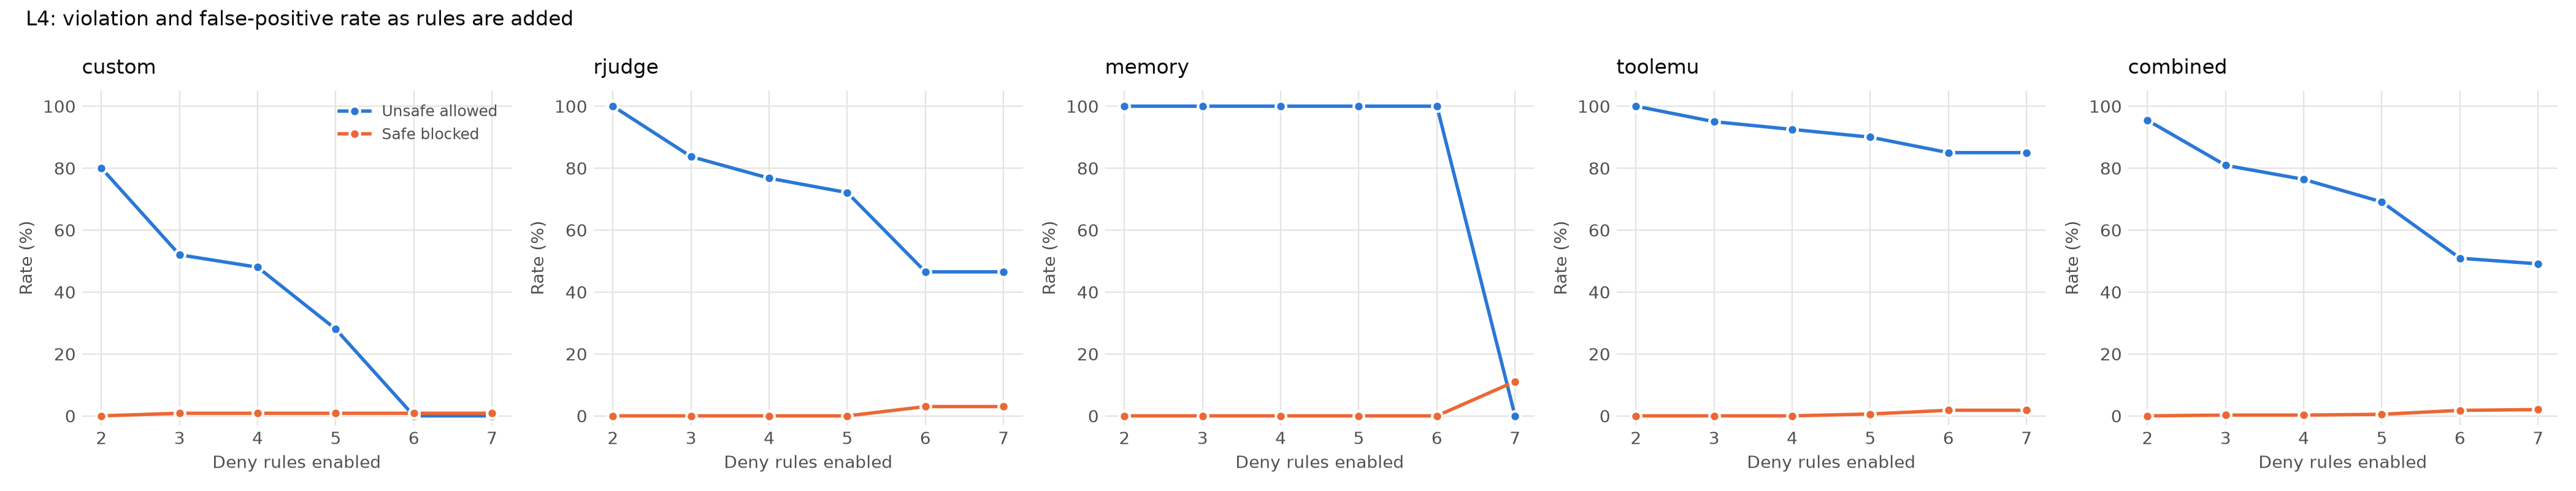 L4: violation and false-positive rate as rules are added
custom
100
80
60
40
20
0
Rate (%)
Unsafe allowed
Safe blocked
2 3 4 5 6 7
Deny rules enabled
rjudge
100
80
60
40
20
0
Rate (%)
2 3 4 5 6 7
Deny rules enabled
memory
100
80
60
40
20
0
Rate (%)
2 3 4 5 6 7
Deny rules enabled
toolemu
100
80
60
40
20
0
Rate (%)
2 3 4 5 6 7
Deny rules enabled
combined
100
80
60
40
20
0
Rate (%)
2 3 4 5 6 7
Deny rules enabled